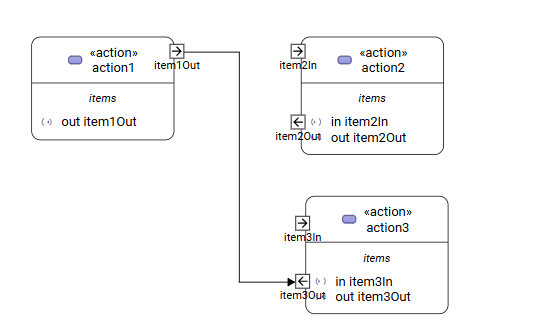 «action»
action1
item1Out
items
out item1Out
«action»
action2
item2In
items
in item2In
item2Out
out item2Out
«action»
action3
item3In
items
in item3In
item3Out
out item3Out